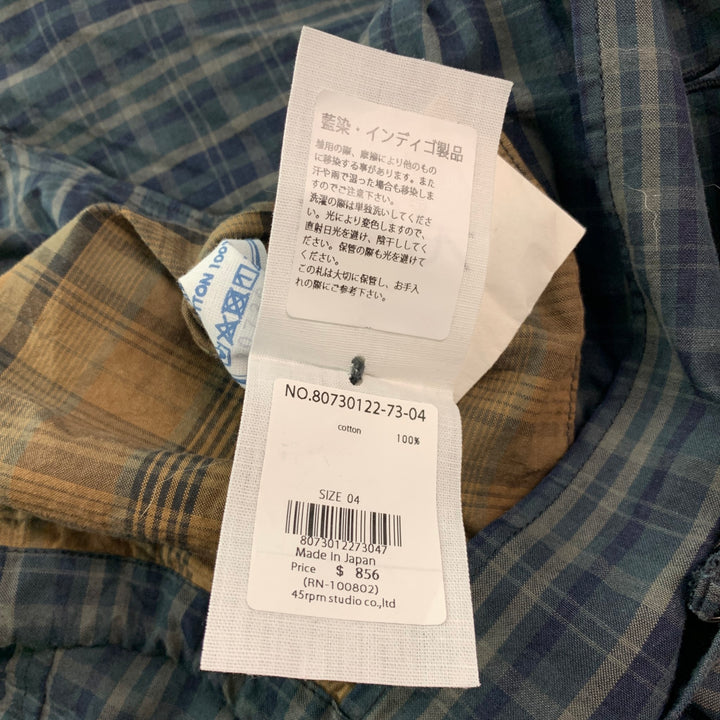 藍染・インディゴ製品
着用の際、摩擦により他のもの
に移染する事があります。また
汗や雨で湿った場合も移染しま
すのでご注意下さい。
洗濯の際は単独洗いしてくださ
い。光により変色しますので、
直射日光を避け、陰干ししてく
ださい。保管の際も光を避けて
ください。
この札は大切に保管し、お手入
れの際にご参考下さい。
COTTON 100
NO.80730122-73-04
cotton
100%
SIZE 04
8073012273047
Made In Japan
Price $ 856
(RN-100802)
45rpm studio co.,ltd